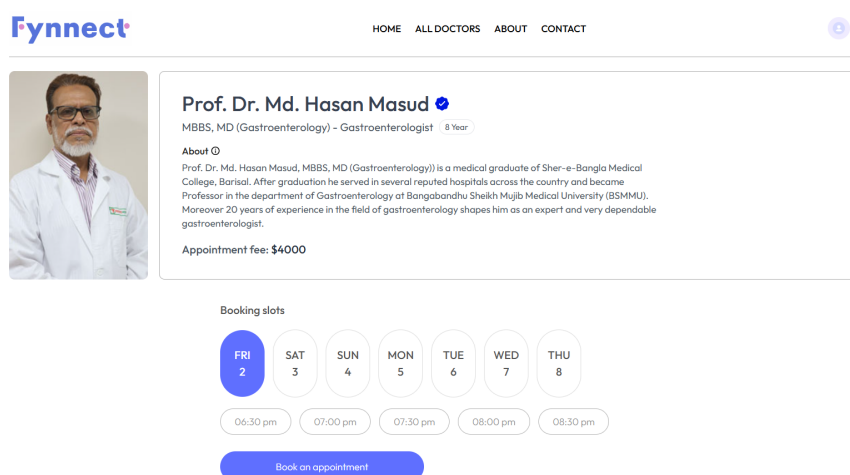 Fynnect
HOME ALL DOCTORS ABOUT CONTACT
Prof. Dr. Md. Hasan Masud
MBBS, MD (Gastroenterology) - Gastroenterologist 8 Year
About
Prof. Dr. Md. Hasan Masud, MBBS, MD (Gastroenterology)) is a medical graduate of Sher-e-Bangla Medical
College, Barisal. After graduation he served in several reputed hospitals across the country and became
Professor in the department of Gastroenterology at Bangabandhu Sheikh Mujib Medical University (BSMMU).
Moreover 20 years of experience in the field of gastroenterology shapes him as an expert and very dependable
gastroenterologist.
Appointment fee: $4000
Booking slots
FRI SAT SUN MON TUE WED THU
2 3 4 5 6 7 8
06:30 pm 07:00 pm 07:30 pm 08:00 pm 08:30 pm
Book an appointment